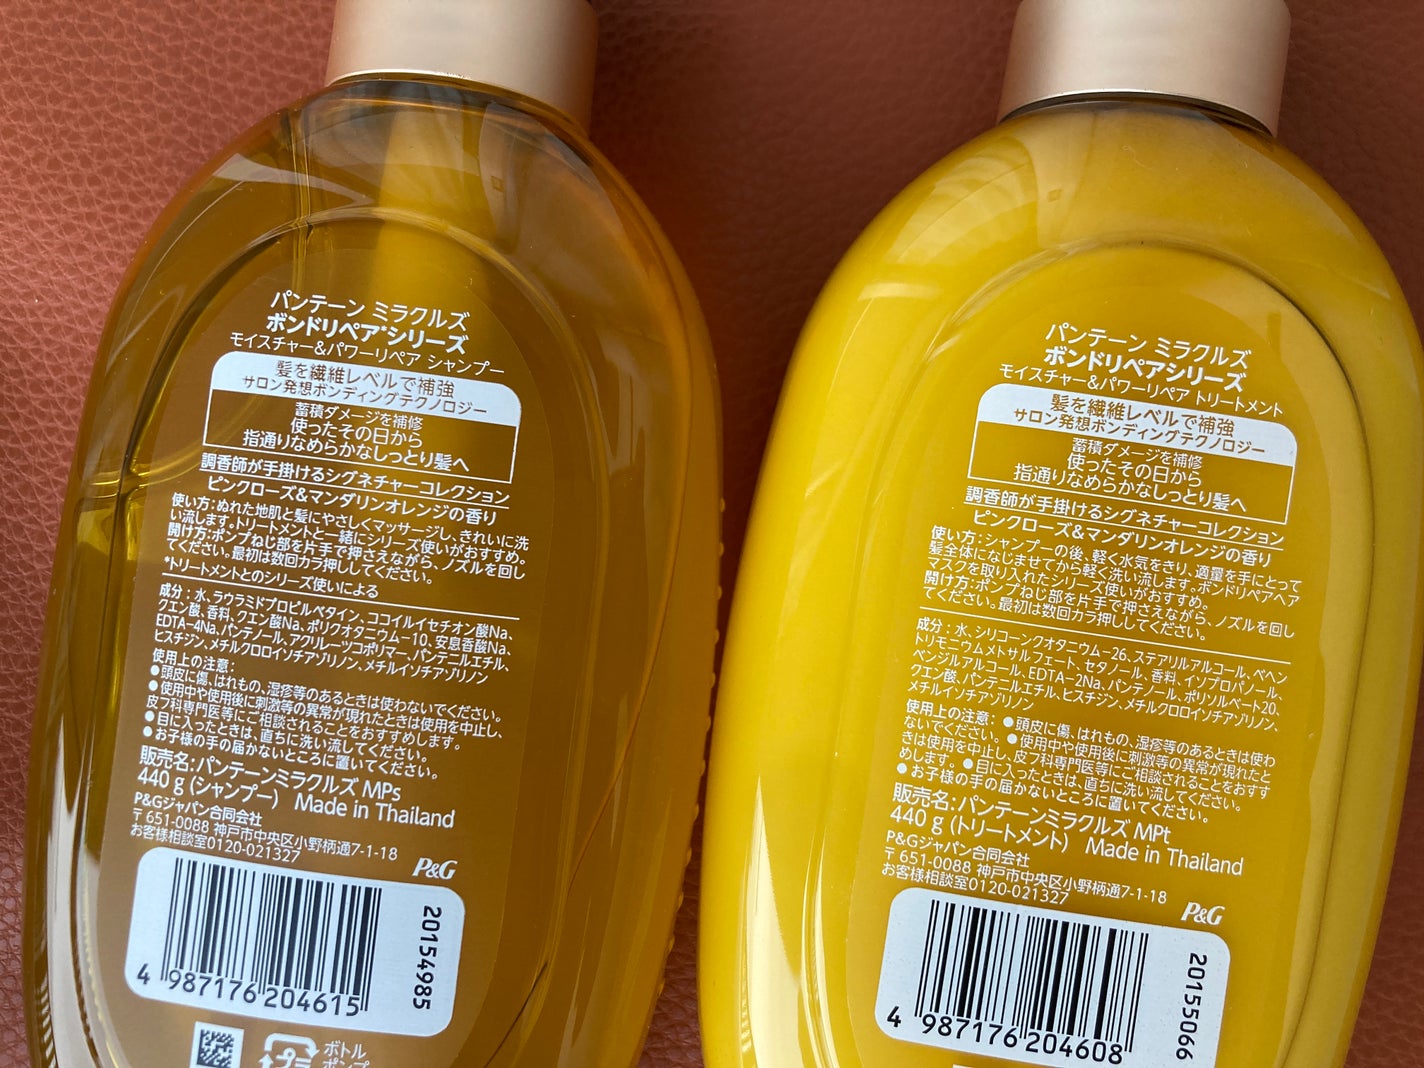 パンテーン ミラクルズ
ボンドリペア*シリーズ
モイスチャー&パワーリペア シャンプー
髪を繊維レベルで補強
サロン発想ボンディングテクノロジー
蓄積ダメージを補修
使ったその日から
指通りなめらかなしっとり髪へ
調香師が手掛けるシグネチャーコレクション
ピンクローズ&マンダリンオレンジの香り
使い方:ぬれた地肌と髪にやさしくマッサージし、きれいに洗
い流します。トリートメントと一緒にシリーズ使いがおすすめ。
開け方:ポンプねじ部を片手で押さえながら、ノズルを回し
てください。最初は数回カラ押ししてください。
*トリートメントとのシリーズ使いによる
成分:水、ラウラミドプロピルベタイン、ココイルイセチオン酸Na、
クエン酸、香料、クエン酸Na、ポリクオタニウム-10、安息香酸Na、
EDTA-4Na、パンテノール、アクリルーツコポリマー、パンテニルエチル、
ヒスチジン、メチルクロロイソチアゾリノン、メチルイソチアゾリノン
使用上の注意:
●頭皮に傷、はれもの、湿疹等のあるときは使わないでください。
●使用中や使用後に刺激等の異常が現れたときは使用を中止し、
皮フ科専門医等にご相談されることをおすすめします。
●目に入ったときは、直ちに洗い流してください。
●お子様の手の届かないところに置いてください。
販売名:パンテーンミラクルズ MPs
440 g (シャンプー) Made in Thailand
P&Gジャパン合同会社
〒651-0088 神戸市中央区小野柄通7-1-18
お客様相談室0120-021327
P&G
20154985
4 987176 204615
ボトル
ポンプ
パンテーン ミラクルズ
ボンドリペアシリーズ
モイスチャー&パワーリペア トリートメント
髪を繊維レベルで補強
サロン発想ボンディングテクノロジー
蓄積ダメージを補修
使ったその日から
指通りなめらかなしっとり髪へ
調香師が手掛けるシグネチャーコレクション
ピンクローズ&マンダリンオレンジの香り
使い方:シャンプーの後、軽く水気をきり、適量を手にとって
髪全体になじませてから軽く洗い流します。ボンドリペアヘア
マスクを取り入れたシリーズ使いがおすすめ。
開け方:ポンプねじ部を片手で押さえながら、ノズルを回し
てください。最初は数回カラ押ししてください。
成分:水、シリコーンクオタニウム-26、ステアリルアルコール、ベヘン
トリモニウムメトサルフェート、セタノール、香料、イソプロパノール、
ベンジルアルコール、EDTA-2Na、パンテノール、ポリソルベート20、
クエン酸、パンテニルエチル、ヒスチジン、メチルクロロイソチアゾリノン、
メチルイソチアゾリノン
使用上の注意: ●頭皮に傷、はれもの、湿疹等のあるときは使わ
ないでください。●使用中や使用後に刺激等の異常が現れたと
きは使用を中止し、皮フ科専門医等にご相談されることをおすす
めします。●目に入ったときは、直ちに洗い流してください。
●お子様の手の届かないところに置いてください。
販売名:パンテーンミラクルズ MPt
440 g (トリートメント) Made in Thailand
P&Gジャパン合同会社
〒651-0088 神戸市中央区小野柄通7-1-18
お客様相談室0120-021327
P&G
20155066
4 987176 204608